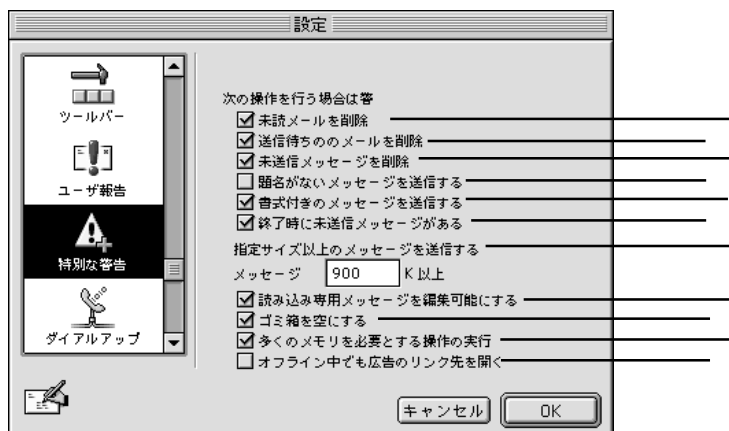 設定
ツールバー
ユーザ報告
特別な警告
ダイアルアップ
次の操作を行う場合は警
未読メールを削除
送信待ちののメールを削除
未送信メッセージを削除
題名がないメッセージを送信する
書式付きのメッセージを送信する
終了時に未送信メッセージがある
指定サイズ以上のメッセージを送信する
メッセージ 900 K以上
読み込み専用メッセージを編集可能にする
ゴミ箱を空にする
多くのメモリを必要とする操作の実行
オフライン中でも広告のリンク先を開く
キャンセル OK